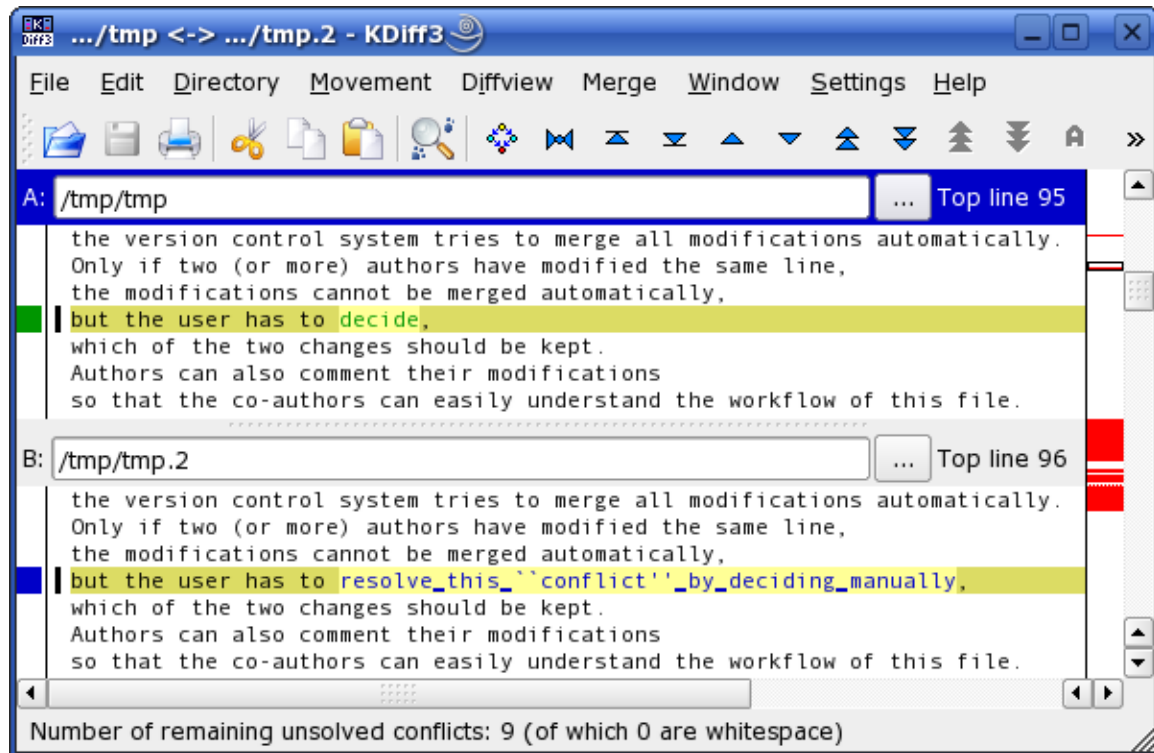 KDiff3
.../tmp <-> .../tmp.2 - KDiff3
File Edit Directory Movement Diffview Merge Window Settings Help
A
A: /tmp/tmp ... Top line 95
the version control system tries to merge all modifications automatically.
Only if two (or more) authors have modified the same line,
the modifications cannot be merged automatically,
but the user has to decide,
which of the two changes should be kept.
Authors can also comment their modifications
so that the co-authors can easily understand the workflow of this file.
B: /tmp/tmp.2 ... Top line 96
the version control system tries to merge all modifications automatically.
Only if two (or more) authors have modified the same line,
the modifications cannot be merged automatically,
but the user has to resolve_this_``conflict''_by_deciding_manually,
which of the two changes should be kept.
Authors can also comment their modifications
so that the co-authors can easily understand the workflow of this file.
Number of remaining unsolved conflicts: 9 (of which 0 are whitespace)